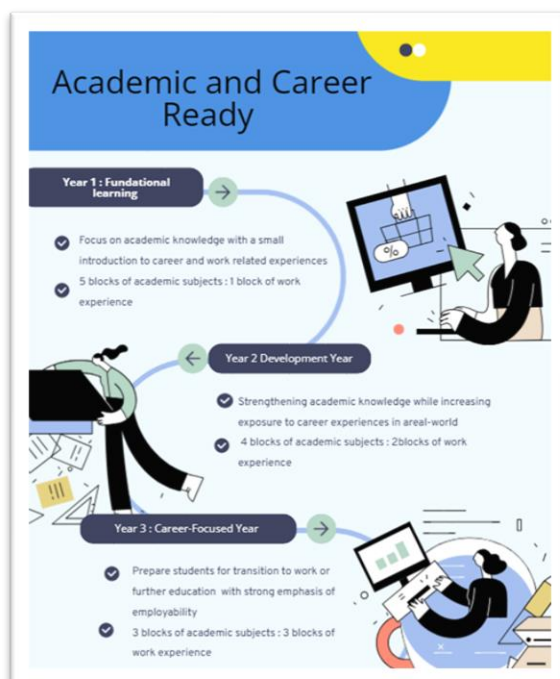 Academic and Career
Ready
Year 1 : Fundational
learning
Focus on academic knowledge with a small
introduction to career and work related experiences
5 blocks of academic subjects : 1 block of work
experience
%
Year 2 Development Year
Strengthening academic knowledge while increasing
exposure to career experiences in areal-world
4 blocks of academic subjects : 2blocks of work
experience
Year 3 : Career-Focused Year
Prepare students for transition to work or
further education with strong emphasis of
employability
3 blocks of academic subjects : 3 blocks of
work experience